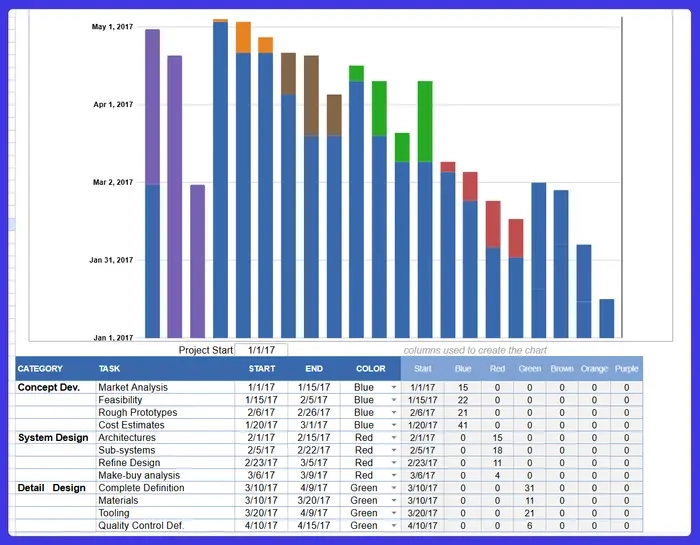 May 1, 2017
Apr 1, 2017
Mar 2, 2017
Jan 31, 2017
Jan 1, 2017
Project Start 1/1/17 columns used to create the chart
CATEGORY TASK START END COLOR Start Blue Red Green Brown Orange Purple
Concept Dev. Market Analysis 1/1/17 1/15/17 Blue 1/1/17 15 0 0 0 0 0
Feasibility 1/15/17 2/5/17 Blue 1/15/17 22 0 0 0 0 0
Rough Prototypes 2/6/17 2/26/17 Blue 2/6/17 21 0 0 0 0 0
Cost Estimates 1/20/17 3/1/17 Blue 1/20/17 41 0 0 0 0 0
System Design Architectures 2/1/17 2/15/17 Red 2/1/17 0 15 0 0 0 0
Sub-systems 2/5/17 2/22/17 Red 2/5/17 0 18 0 0 0 0
Refine Design 2/23/17 3/5/17 Red 2/23/17 0 11 0 0 0 0
Make-buy analysis 3/6/17 3/9/17 Red 3/6/17 0 4 0 0 0 0
Detail Design Complete Definition 3/10/17 4/9/17 Green 3/10/17 0 0 31 0 0 0
Materials 3/10/17 3/20/17 Green 3/10/17 0 0 11 0 0 0
Tooling 3/20/17 4/9/17 Green 3/20/17 0 0 21 0 0 0
Quality Control Def. 4/10/17 4/15/17 Green 4/10/17 0 0 6 0 0 0